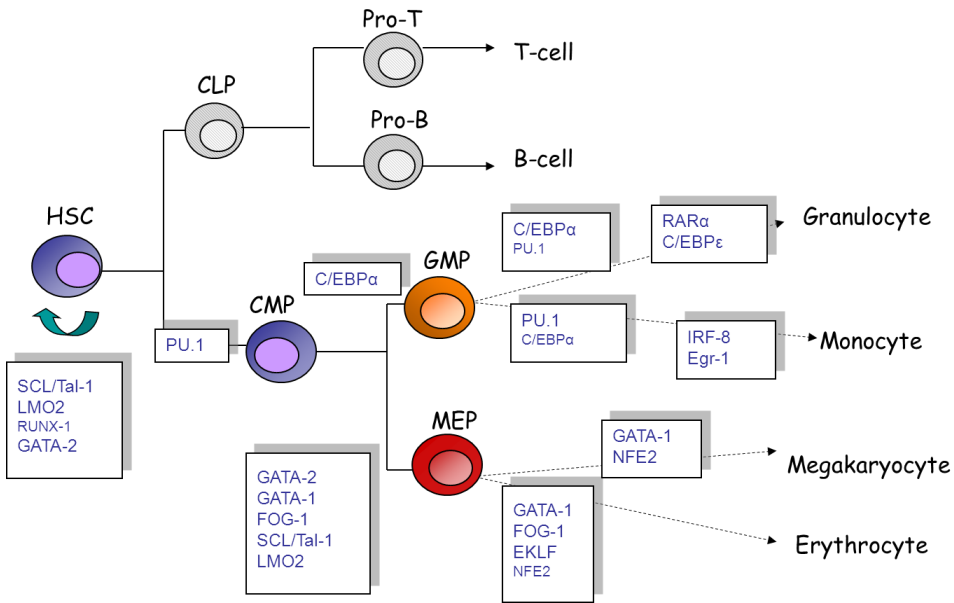 Pro-T
T-cell
CLP
Pro-B
B-cell
HSC
SCL/Tal-1
LMO2
RUNX-1
GATA-2
PU.1
CMP
C/EBPα
GMP
C/EBPα
PU.1
RARα
C/EBPε
Granulocyte
PU.1
C/EBPα
IRF-8
Egr-1
Monocyte
GATA-2
GATA-1
FOG-1
SCL/Tal-1
LMO2
MEP
GATA-1
NFE2
Megakaryocyte
GATA-1
FOG-1
EKLF
NFE2
Erythrocyte